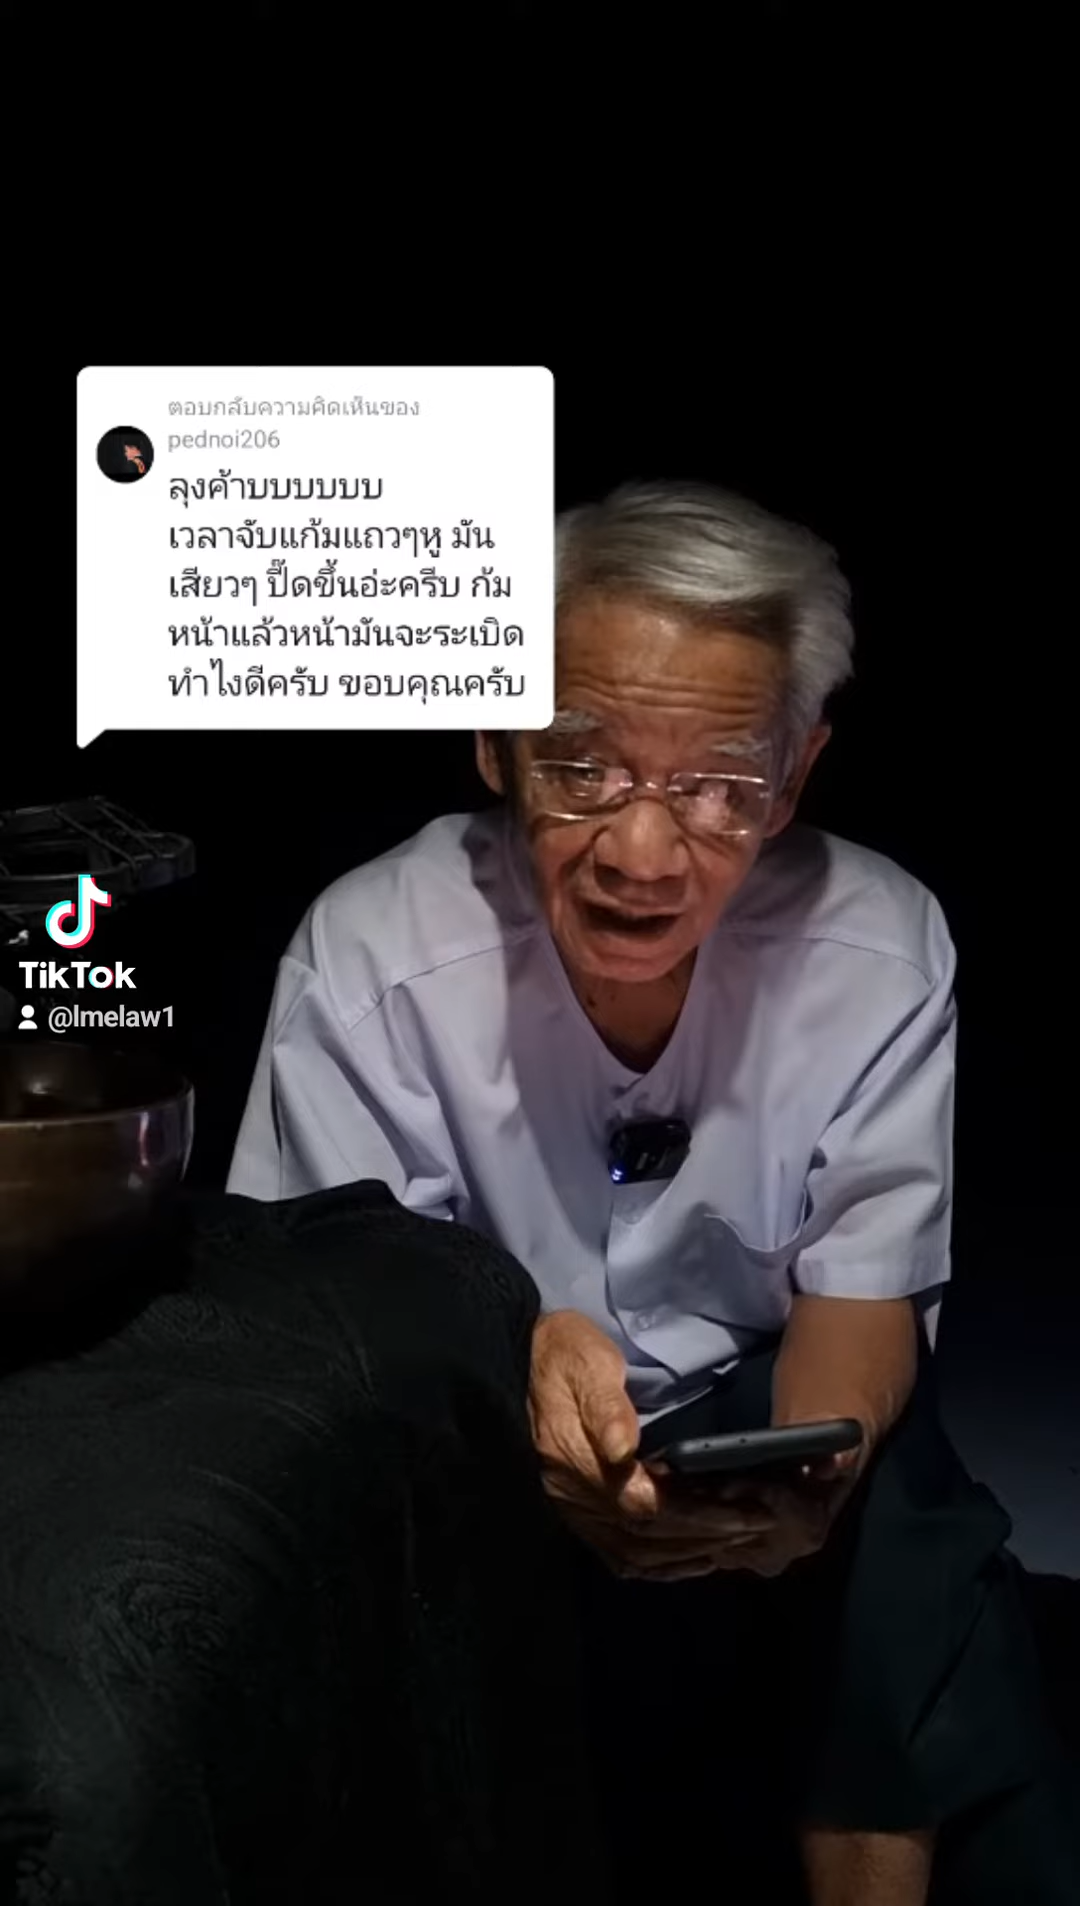 ตอบกลับความคิดเห็นของ
pednoi206
ลุงค้าบบบบบบ
เวลาจับแก้มแถวๆหู มัน
เสียวๆ ปี๊ดขึ้นอ่ะครีบ ก้ม
หน้าแล้วหน้ามันจะระเบิด
ทำไงดีครับ ขอบคุณครับ
TikTok
@lmelaw1